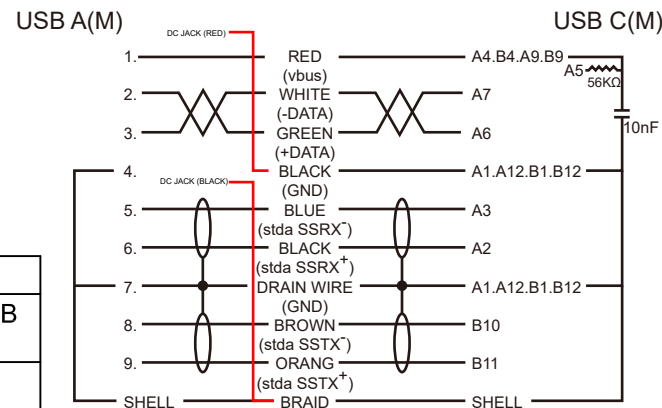 USB A(M) USB C(M)
DC JACK (RED)
1. RED A4.B4.A9.B9
(vbus) A5
56KΩ
2. WHITE A7
(-DATA)
10nF
3. GREEN A6
(+DATA)
4. BLACK A1.A12.B1.B12
(GND)
DC JACK (BLACK)
5. BLUE A3
(stda SSRX-)
6. BLACK A2
(stda SSRX+)
7. DRAIN WIRE A1.A12.B1.B12
(GND)
B
8. BROWN B10
(stda SSTX-)
9. ORANG B11
(stda SSTX+)
SHELL BRAID SHELL